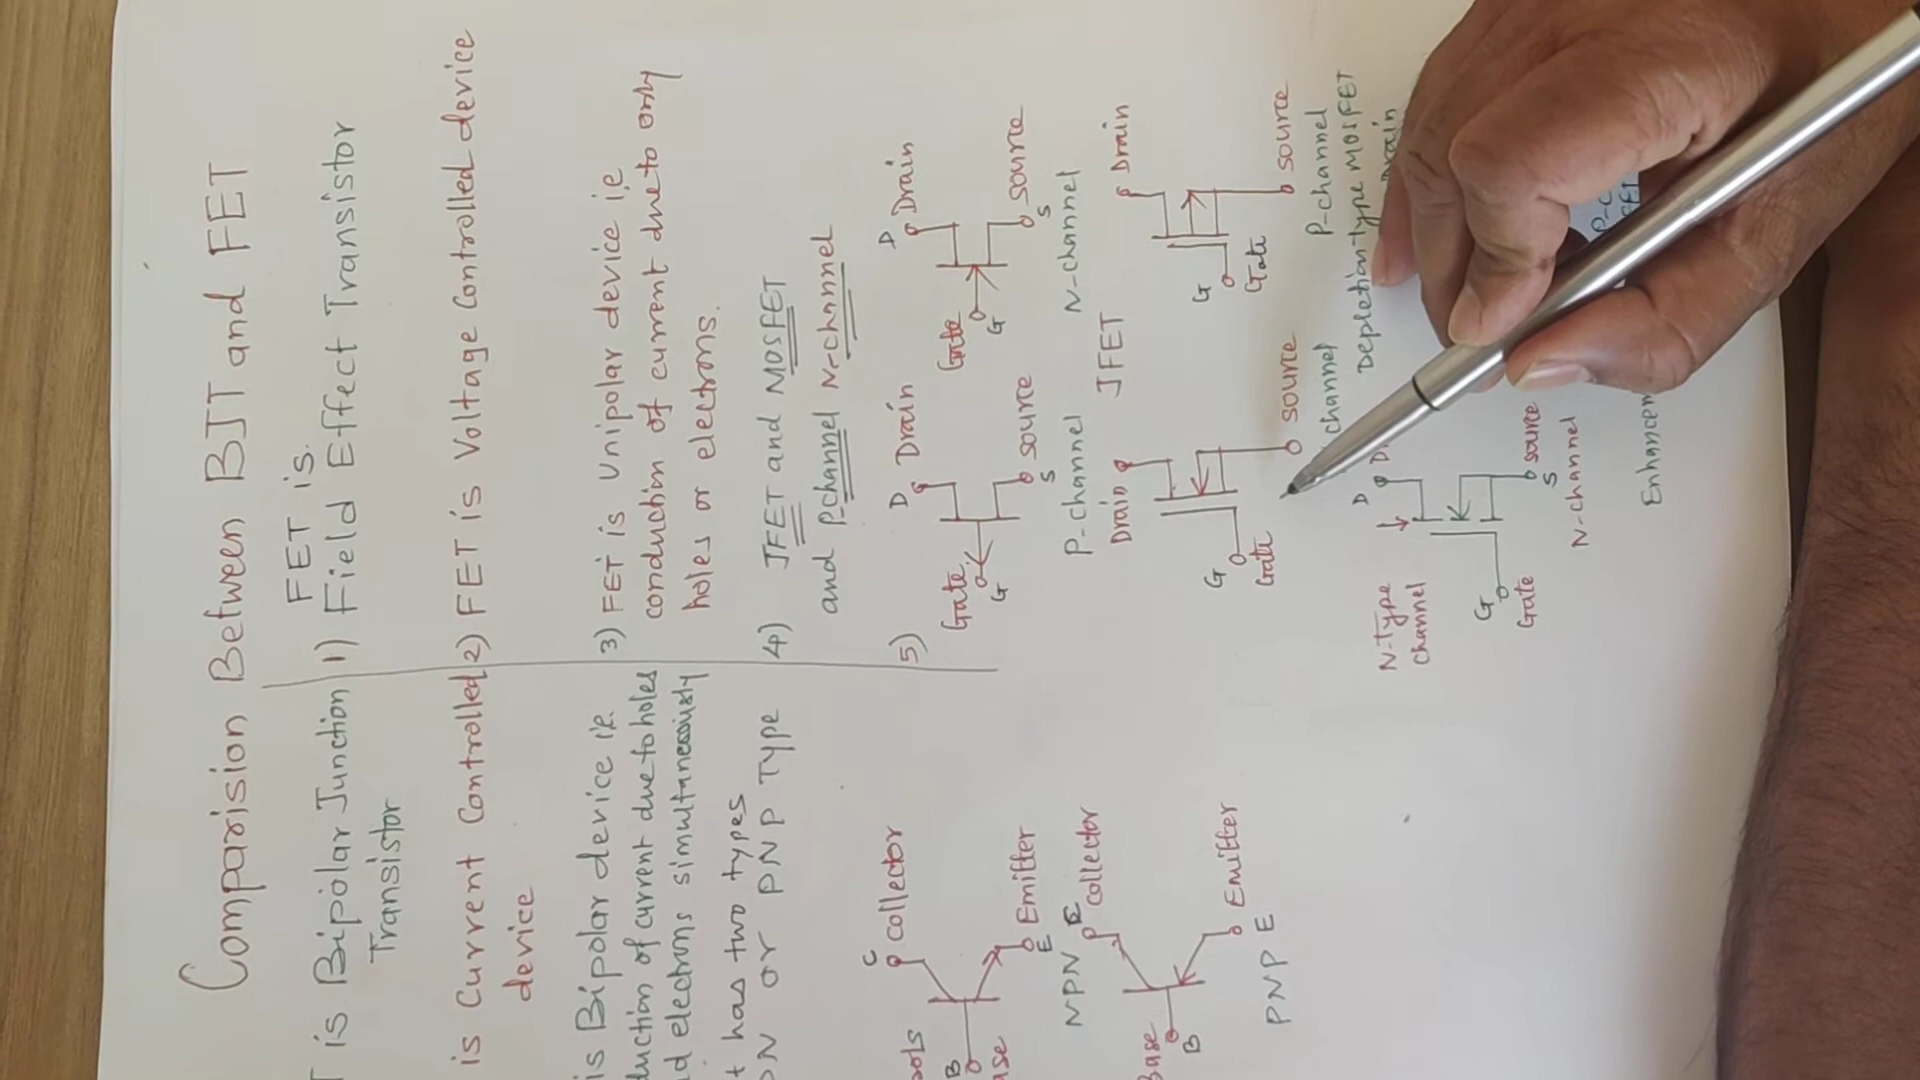 Comparision Between BJT and FET
is Bipolar Junction
Transistor
is Current Controlled
device
is Bipolar device i.e.
duction of current due to holes
electrons simultaneously
has two types
or PNP Type
C Collector
B
E Emitter
NPN
Collector
Base
B
Emitter
PNP E
FET is.
1) Field Effect Transistor
2) FET is Voltage Controlled device
3) FET is Unipolar device i.e
conduction of current due to only
holes or electrons.
4) JFET and MOSFET
and P-channel N-channel
5)
D Drain
Gate
G
S source
P-channel
D Drain
Gate
G
S source
N-channel
JFET
Drain
G
Gate
source
channel
Drain
G
Gate
source
P-channel
Depletion type MOSFET
N-Type
channel
D
G
Gate
source
S
N-channel
Drain
Enhancem